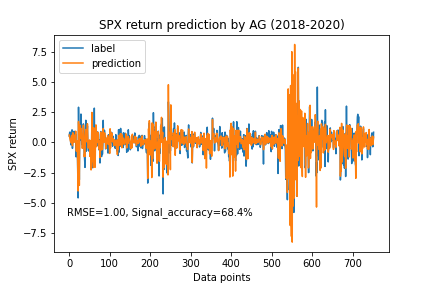 SPX return prediction by AG (2018-2020)
label
prediction
7.5
5.0
2.5
0.0
−2.5
−5.0
−7.5
SPX return
RMSE=1.00, Signal_accuracy=68.4%
0 100 200 300 400 500 600 700
Data points